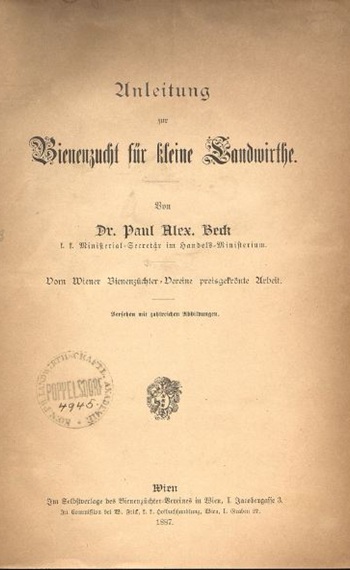 Anleitung
zur
Bienenzucht für kleine Landwirthe.
Von
Dr. Paul Alex. Beck
k. k. Ministerial-Secretär im Handels-Ministerium.
Vom Wiener Bienenzüchter-Vereine preisgekrönte Arbeit.
Versehen mit zahlreichen Abbildungen.
LANDWIRTHSCHAFTL. AKADEMIE
POPPELSDORF
4945.
Wien
Im Selbstverlage des Bienenzüchter-Vereines in Wien, I. Jacobergasse 3.
In Commission bei W. Frick, k. k. Hofbuchhandlung, Wien, I. Graben 27.
1887.